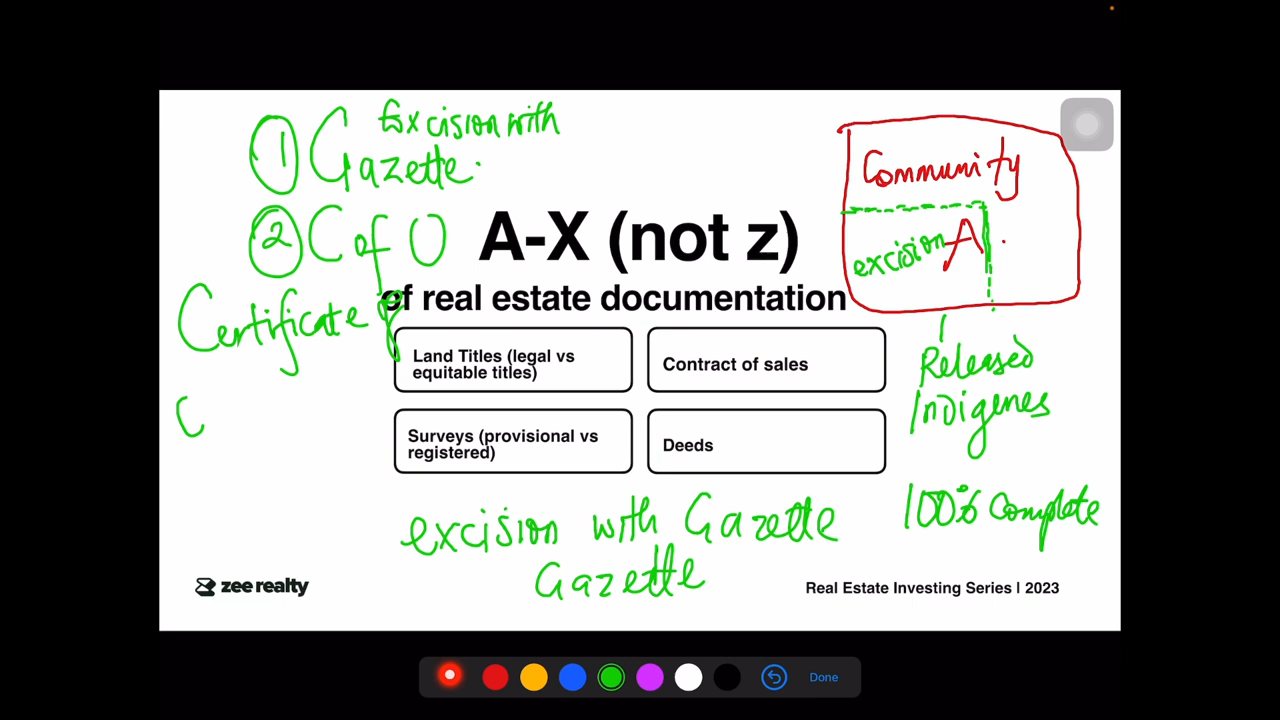 ① Excision with
Gazette.
② C of O
Certificate of
O
A-X (not z)
of real estate documentation
Land Titles (legal vs
equitable titles)
Contract of sales
Surveys (provisional vs
registered)
Deeds
Community
excision A
Released
Indigenes
100% Complete
excision with Gazette
Gazette
zee realty
Real Estate Investing Series | 2023
Done